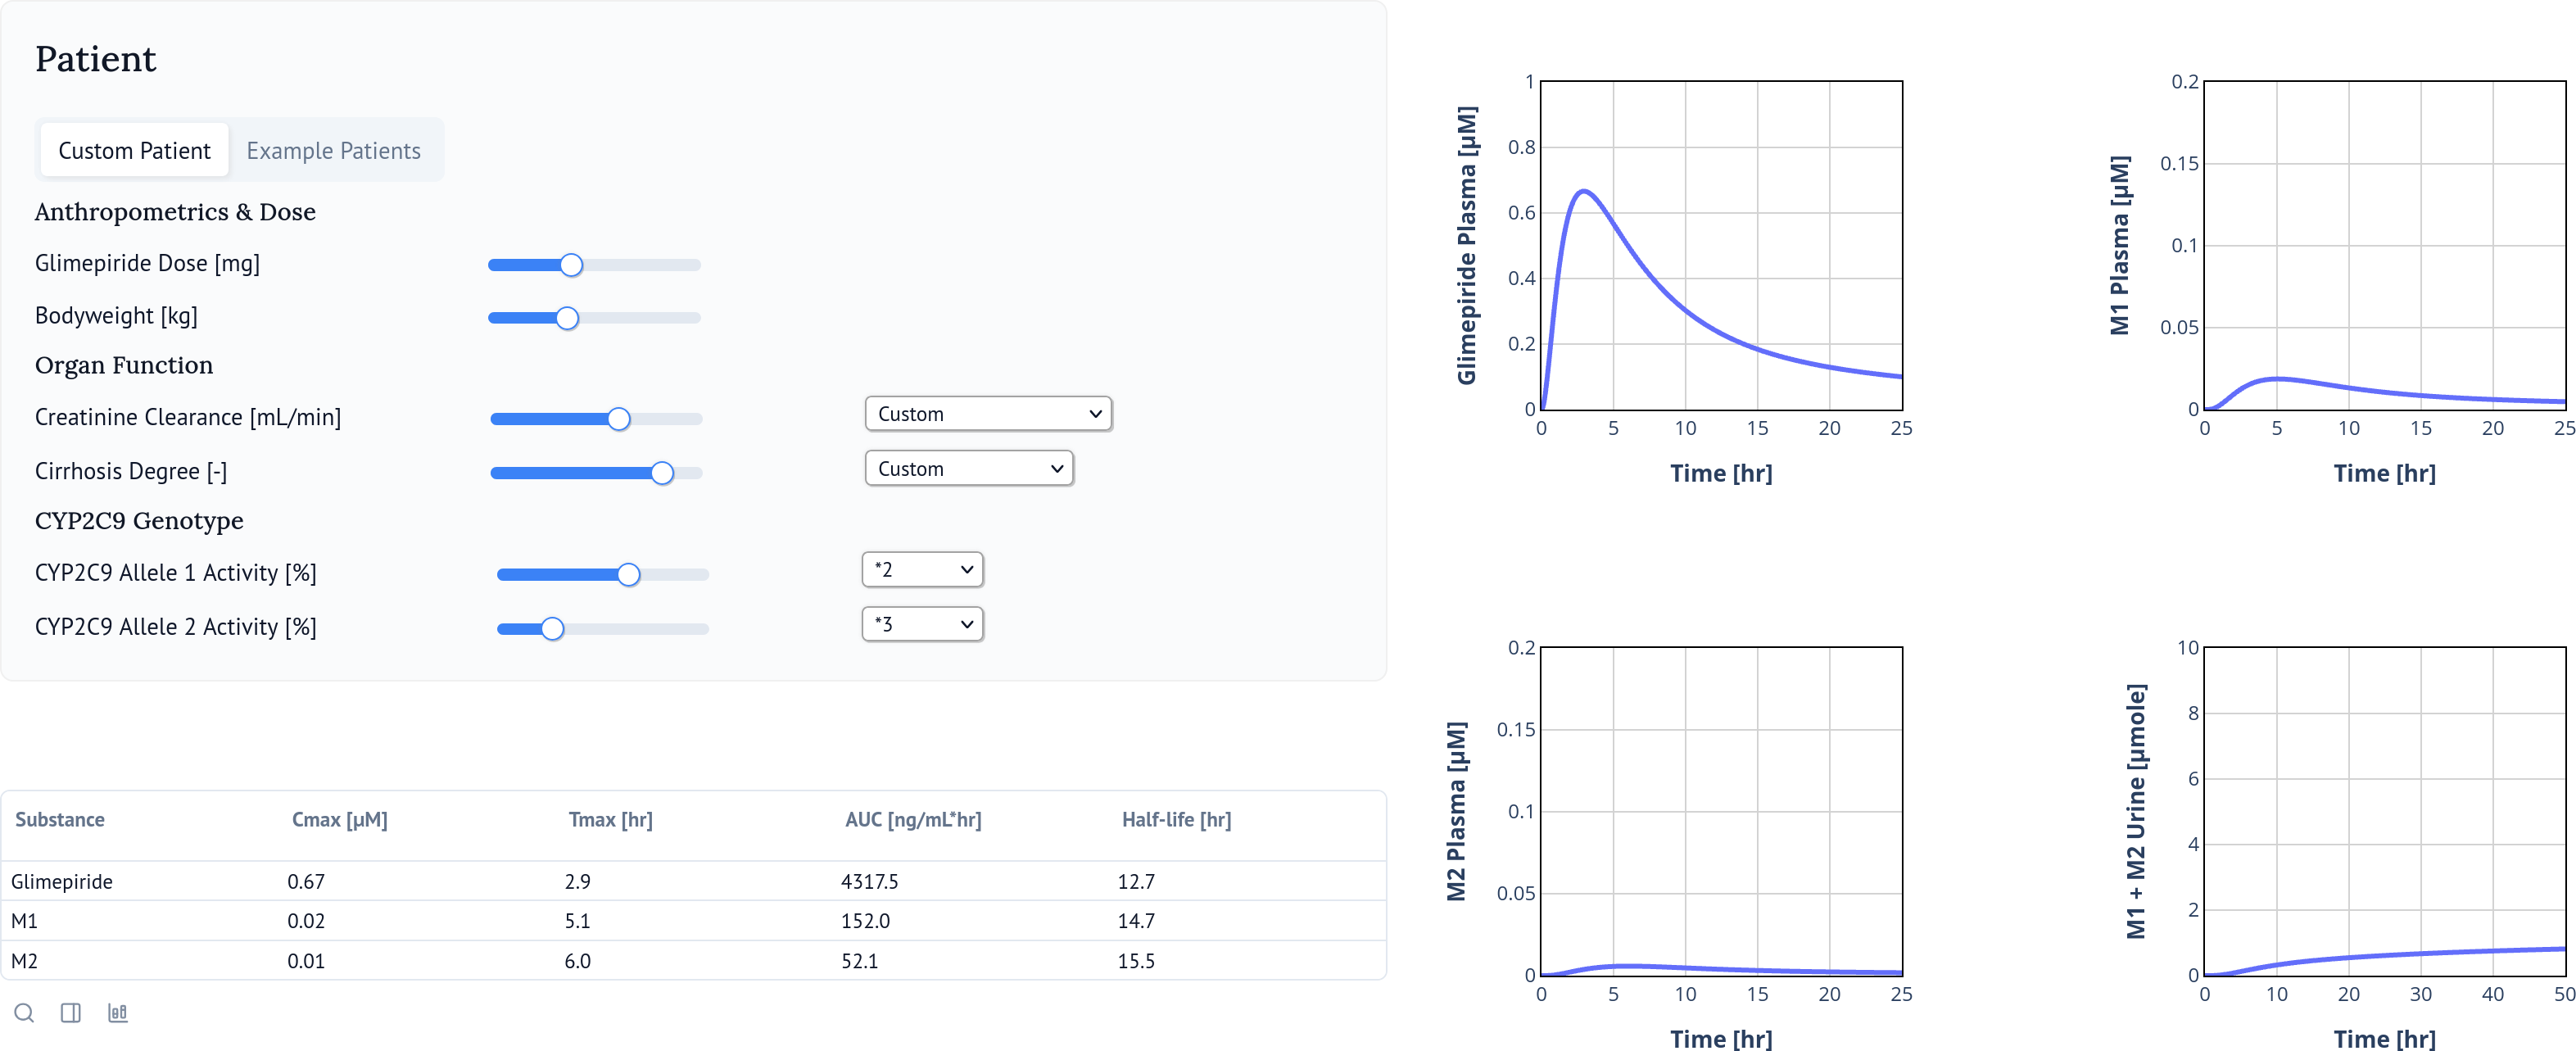 Patient
Custom Patient Example Patients
Anthropometrics & Dose
Glimepiride Dose [mg]
Bodyweight [kg]
Organ Function
Creatinine Clearance [mL/min] Custom
Cirrhosis Degree [-] Custom
CYP2C9 Genotype
CYP2C9 Allele 1 Activity [%] *2
CYP2C9 Allele 2 Activity [%] *3
Substance Cmax [µM] Tmax [hr] AUC [ng/mL*hr] Half-life [hr]
Glimepiride 0.67 2.9 4317.5 12.7
M1 0.02 5.1 152.0 14.7
M2 0.01 6.0 52.1 15.5
Glimepiride Plasma [µM]
1
0.8
0.6
0.4
0.2
0
0 5 10 15 20 25
Time [hr]
M1 Plasma [µM]
0.2
0.15
0.1
0.05
0
0 5 10 15 20 25
Time [hr]
M2 Plasma [µM]
0.2
0.15
0.1
0.05
0
0 5 10 15 20 25
Time [hr]
M1 + M2 Urine [µmole]
10
8
6
4
2
0
0 10 20 30 40 50
Time [hr]